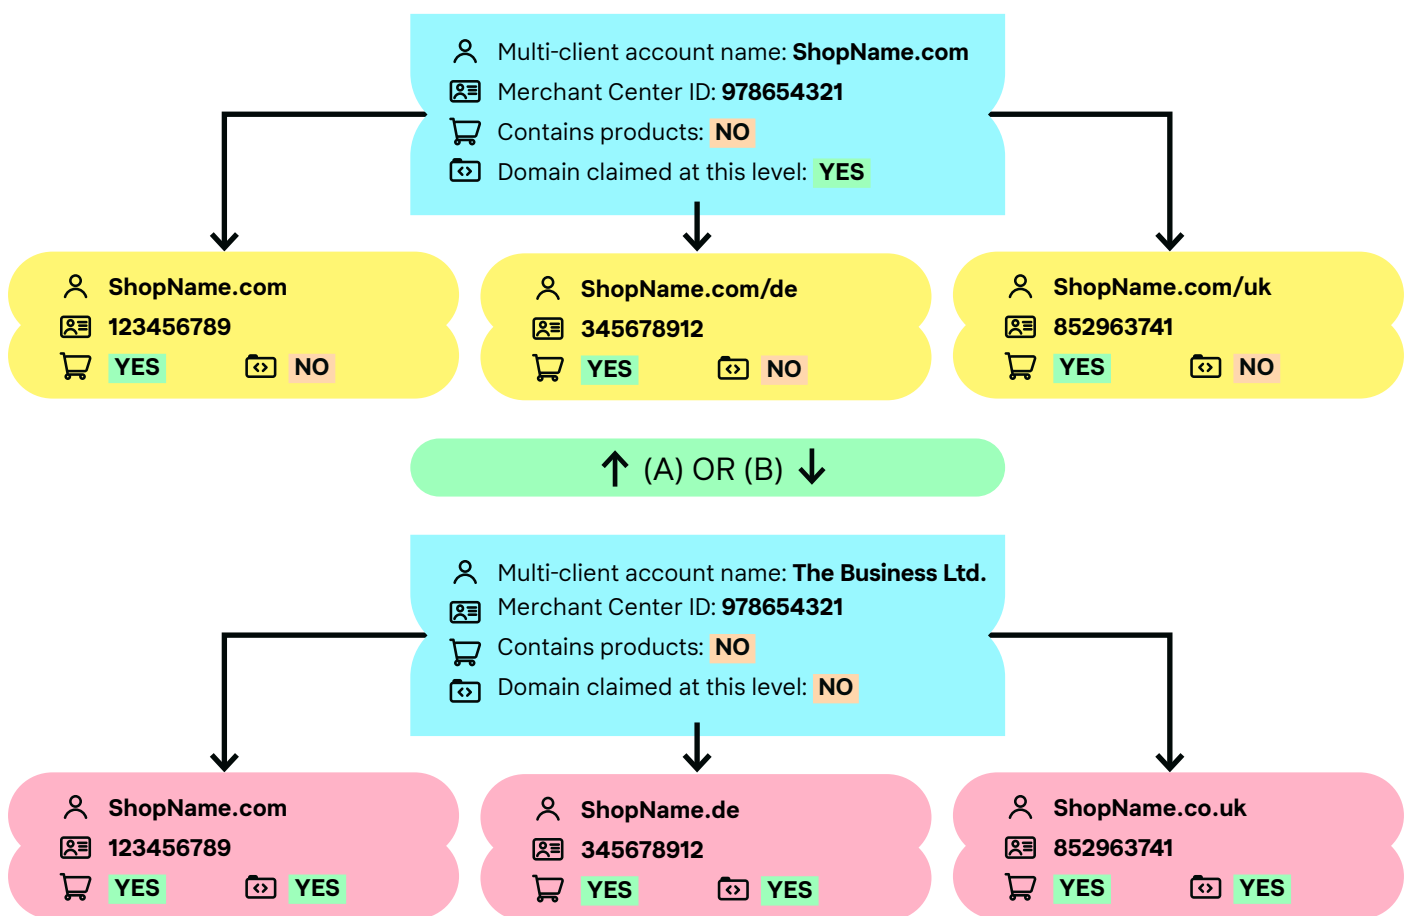 Multi-client account name: ShopName.com
Merchant Center ID: 978654321
Contains products: NO
Domain claimed at this level: YES
ShopName.com
123456789
YES NO
ShopName.com/de
345678912
YES NO
ShopName.com/uk
852963741
YES NO
(A) OR (B)
Multi-client account name: The Business Ltd.
Merchant Center ID: 978654321
Contains products: NO
Domain claimed at this level: NO
ShopName.com
123456789
YES YES
ShopName.de
345678912
YES YES
ShopName.co.uk
852963741
YES YES